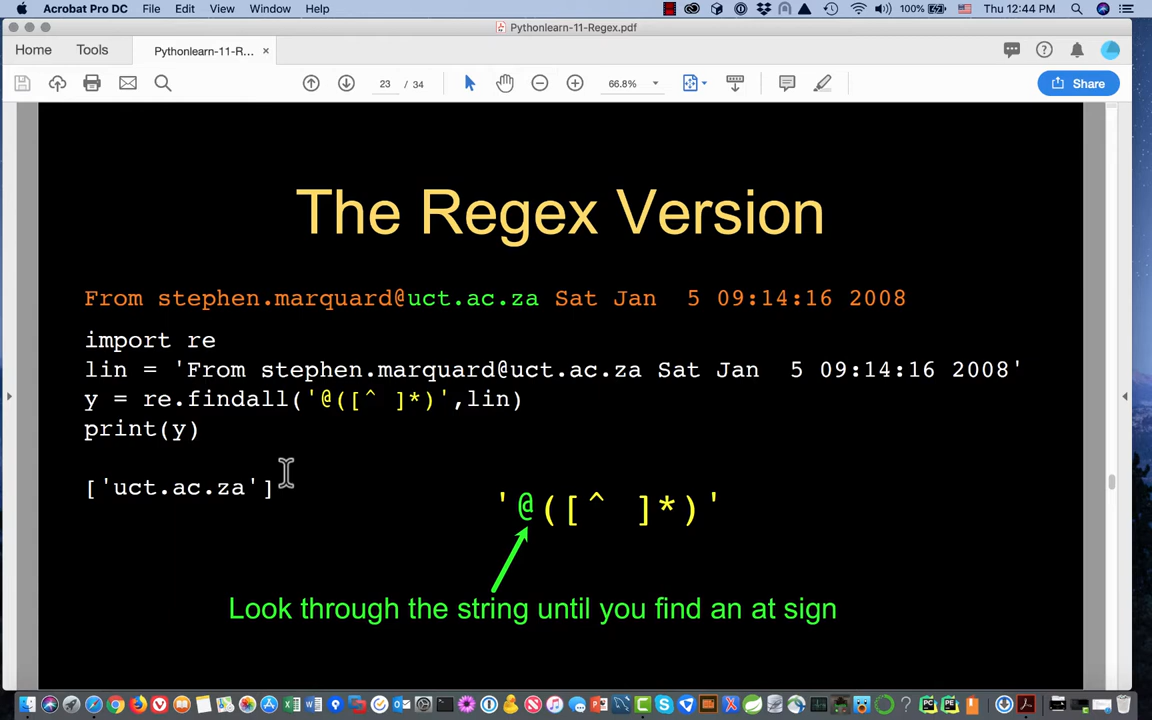 Acrobat Pro DC File Edit View Window Help 100% Thu 12:44 PM
Pythonlearn-11-Regex.pdf
Home Tools Pythonlearn-11-R... ×
23 / 34 66.8% Share
The Regex Version
From stephen.marquard@uct.ac.za Sat Jan  5 09:14:16 2008
import re
lin = 'From stephen.marquard@uct.ac.za Sat Jan  5 09:14:16 2008'
y = re.findall('@([^ ]*)',lin)
print(y)
['uct.ac.za']
'@([^ ]*)'
Look through the string until you find an at sign